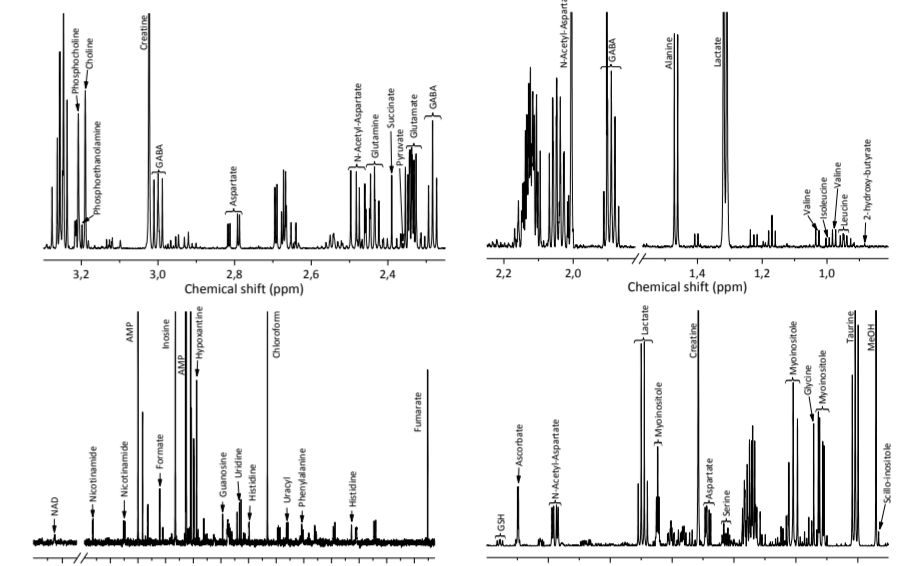 Phosphocholine
Choline
Phosphoethanolamine
Creatine
GABA
Aspartate
N-Acetyl-Aspartate
Glutamine
Succinate
Pyruvate
Glutamate
GABA
3,2
3,0
2,8
2,6
2,4
Chemical shift (ppm)
N-Acetyl-Asparta
GABA
Alanine
Lactate
Valine
Isoleucine
Valine
Leucine
2-hydroxy-butyrate
2,2
2,0
1,4
1,2
1,0
Chemical shift (ppm)
NAD
Nicotinamide
Nicotinamide
AMP
Formate
Inosine
AMP
Hypoxantine
Guanosine
Uridine
Histidine
Chloroform
Uracyl
Phenylalanine
Histidine
Fumarate
GSH
Ascorbate
N-Acetyl-Aspartate
Lactate
Myoinositole
Creatine
Aspartate
Serine
Myoinositole
Glycine
Myoinositole
Taurine
MeOH
Scillo-inositole